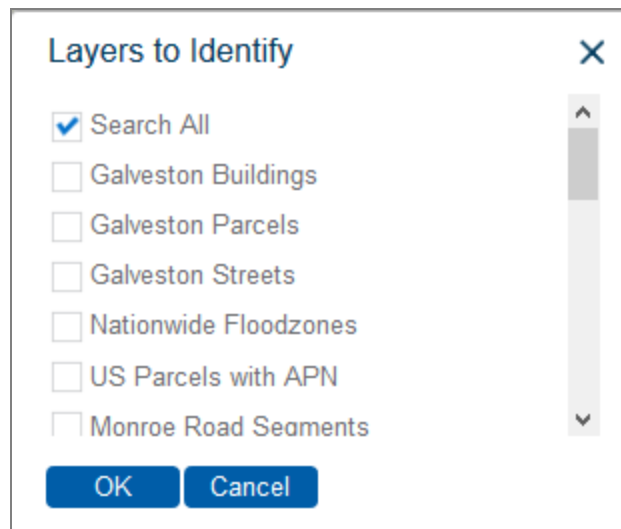 Layers to Identify
Search All
Galveston Buildings
Galveston Parcels
Galveston Streets
Nationwide Floodzones
US Parcels with APN
Monroe Road Segments
OK
Cancel